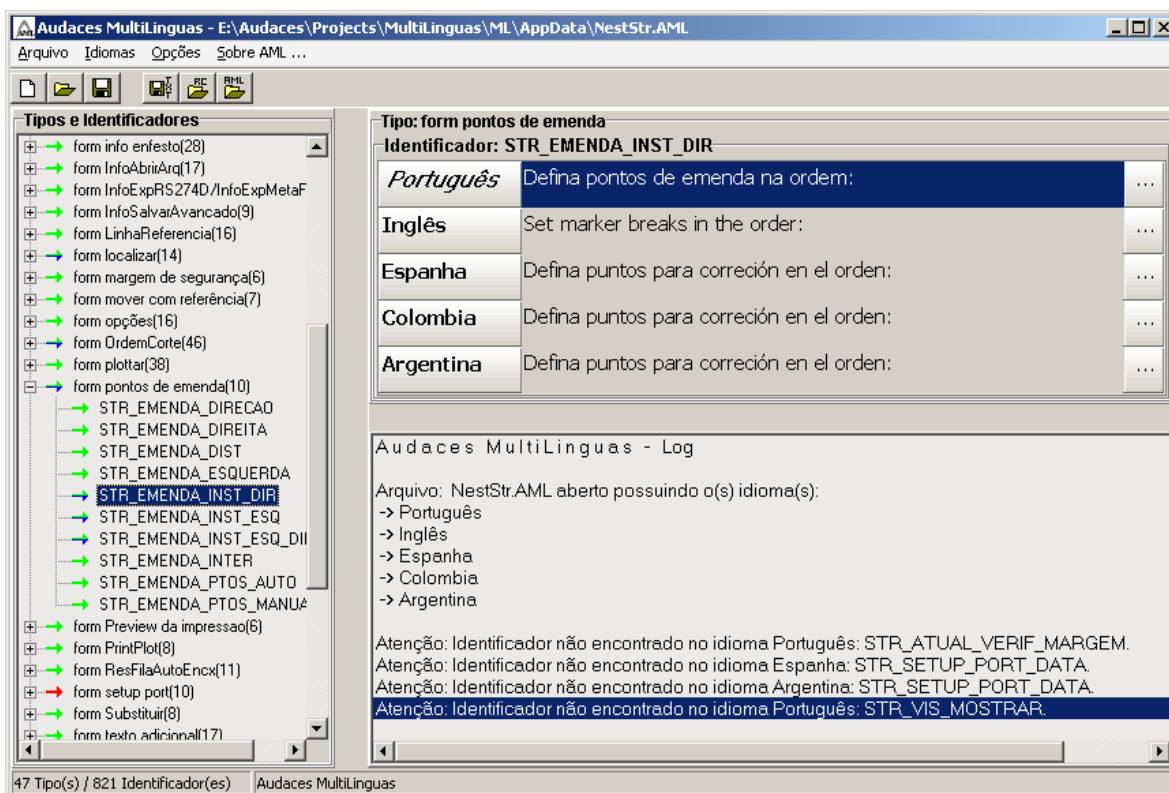 Audaces MultiLinguas - E:\Audaces\Projects\MultiLinguas\ML\AppData\NestStr.AML
Arquivo Idiomas Opções Sobre AML ...
TXT RC AML
Tipos e Identificadores
form info enfesto(28)
form InfoAbrirArq(17)
form InfoExpRS274D/InfoExpMetaF
form InfoSalvarAvancado(9)
form LinhaReferencia(16)
form localizar(14)
form margem de segurança(6)
form mover com referência(7)
form opções(16)
form OrdemCorte(46)
form plottar(38)
form pontos de emenda(10)
STR_EMENDA_DIRECAO
STR_EMENDA_DIREITA
STR_EMENDA_DIST
STR_EMENDA_ESQUERDA
STR_EMENDA_INST_DIR
STR_EMENDA_INST_ESQ
STR_EMENDA_INST_ESQ_DI
STR_EMENDA_INTER
STR_EMENDA_PTOS_AUTO
STR_EMENDA_PTOS_MANUA
form Preview da impressao(6)
form PrintPlot(8)
form ResFilaAutoEncx(11)
form setup port(10)
form Substituir(8)
form texto adicional(17)
Tipo: form pontos de emenda
Identificador: STR_EMENDA_INST_DIR
Português Defina pontos de emenda na ordem: ...
Inglês Set marker breaks in the order: ...
Espanha Defina puntos para correción en el orden: ...
Colombia Defina puntos para correción en el orden: ...
Argentina Defina puntos para correción en el orden: ...
Audaces MultiLinguas - Log
Arquivo: NestStr.AML aberto possuindo o(s) idioma(s):
-> Português
-> Inglês
-> Espanha
-> Colombia
-> Argentina
Atenção: Identificador não encontrado no idioma Português: STR_ATUAL_VERIF_MARGEM.
Atenção: Identificador não encontrado no idioma Espanha: STR_SETUP_PORT_DATA.
Atenção: Identificador não encontrado no idioma Argentina: STR_SETUP_PORT_DATA.
Atenção: Identificador não encontrado no idioma Português: STR_VIS_MOSTRAR.
47 Tipo(s) / 821 Identificador(es) Audaces MultiLinguas